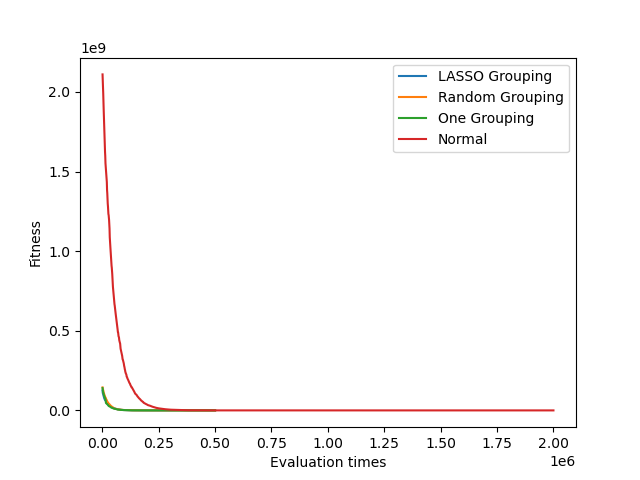 1e9
2.0
1.5
1.0
0.5
0.0
Fitness
LASSO Grouping
Random Grouping
One Grouping
Normal
0.00 0.25 0.50 0.75 1.00 1.25 1.50 1.75 2.00
Evaluation times
1e6